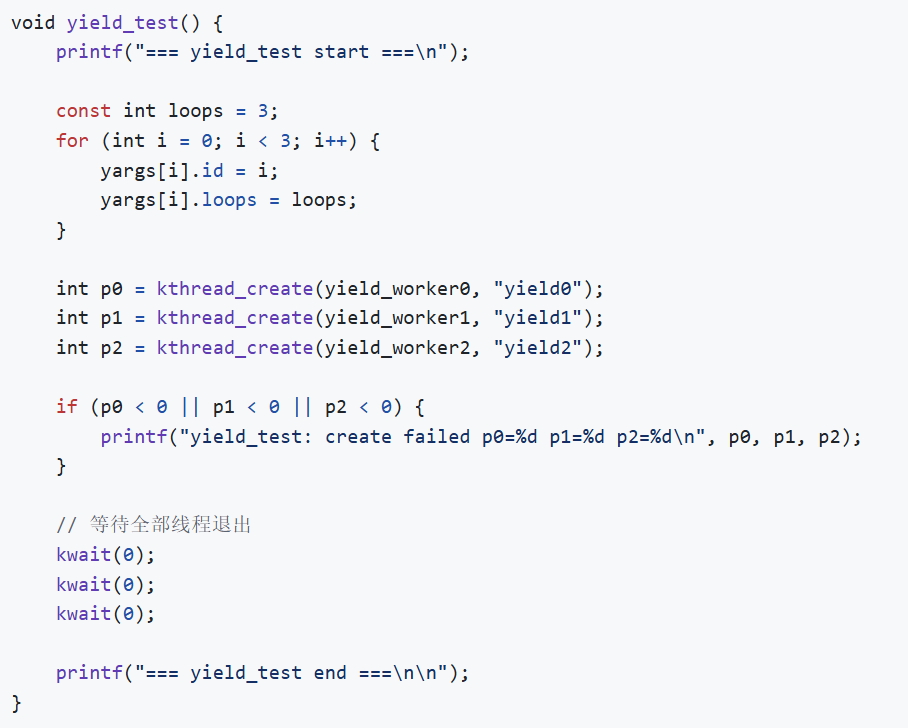 void yield_test() {
    printf("=== yield_test start ===\n");

    const int loops = 3;
    for (int i = 0; i < 3; i++) {
        yargs[i].id = i;
        yargs[i].loops = loops;
    }

    int p0 = kthread_create(yield_worker0, "yield0");
    int p1 = kthread_create(yield_worker1, "yield1");
    int p2 = kthread_create(yield_worker2, "yield2");

    if (p0 < 0 || p1 < 0 || p2 < 0) {
        printf("yield_test: create failed p0=%d p1=%d p2=%d\n", p0, p1, p2);
    }

    // 等待全部线程退出
    kwait(0);
    kwait(0);
    kwait(0);

    printf("=== yield_test end ===\n\n");
}